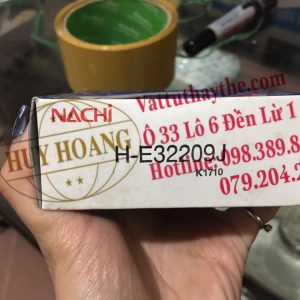 NACHi
HUY HOANG
H-E32209J
K1710
Vattuthaythe.com
Ô 33 Lô 6 Đền Lừ 1
Hotline: 098.389.8
079.204.2